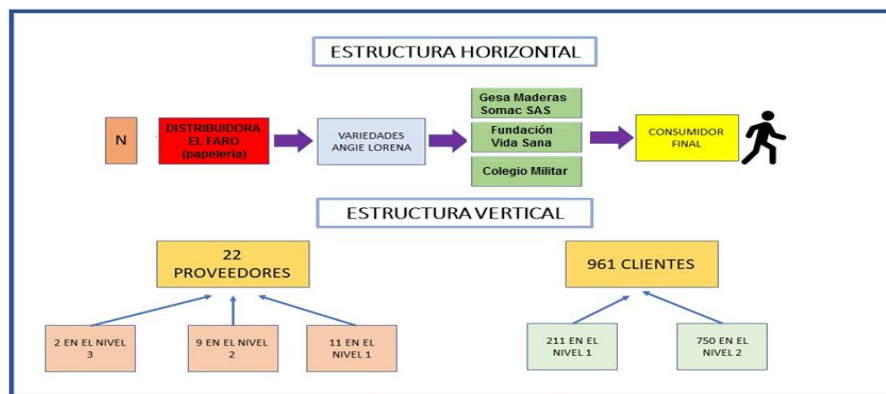 ESTRUCTURA HORIZONTAL
N
DISTRIBUIDORA
EL FARO
(papelería)
VARIEDADES
ANGIE LORENA
Gesa Maderas
Somac SAS
Fundación
Vida Sana
Colegio Militar
CONSUMIDOR
FINAL
ESTRUCTURA VERTICAL
22
PROVEEDORES
961 CLIENTES
2 EN EL NIVEL
3
9 EN EL NIVEL
2
11 EN EL
NIVEL 1
211 EN EL
NIVEL 1
750 EN EL
NIVEL 2